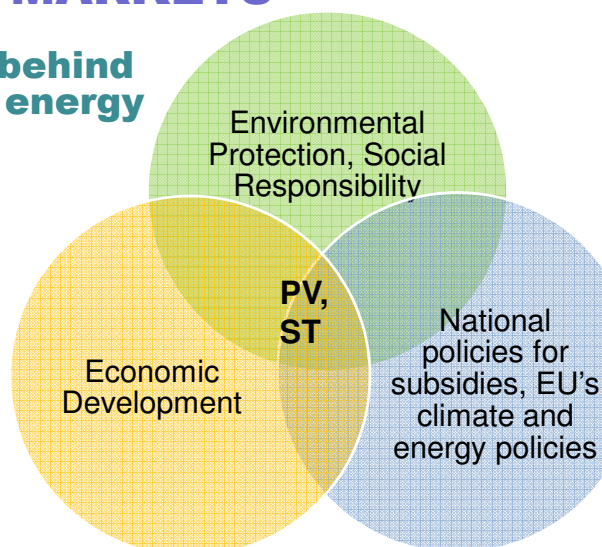 MARKETS
behind
energy
Environmental
Protection, Social
Responsibility
PV,
ST
National
policies for
subsidies, EU's
climate and
energy policies
Economic
Development